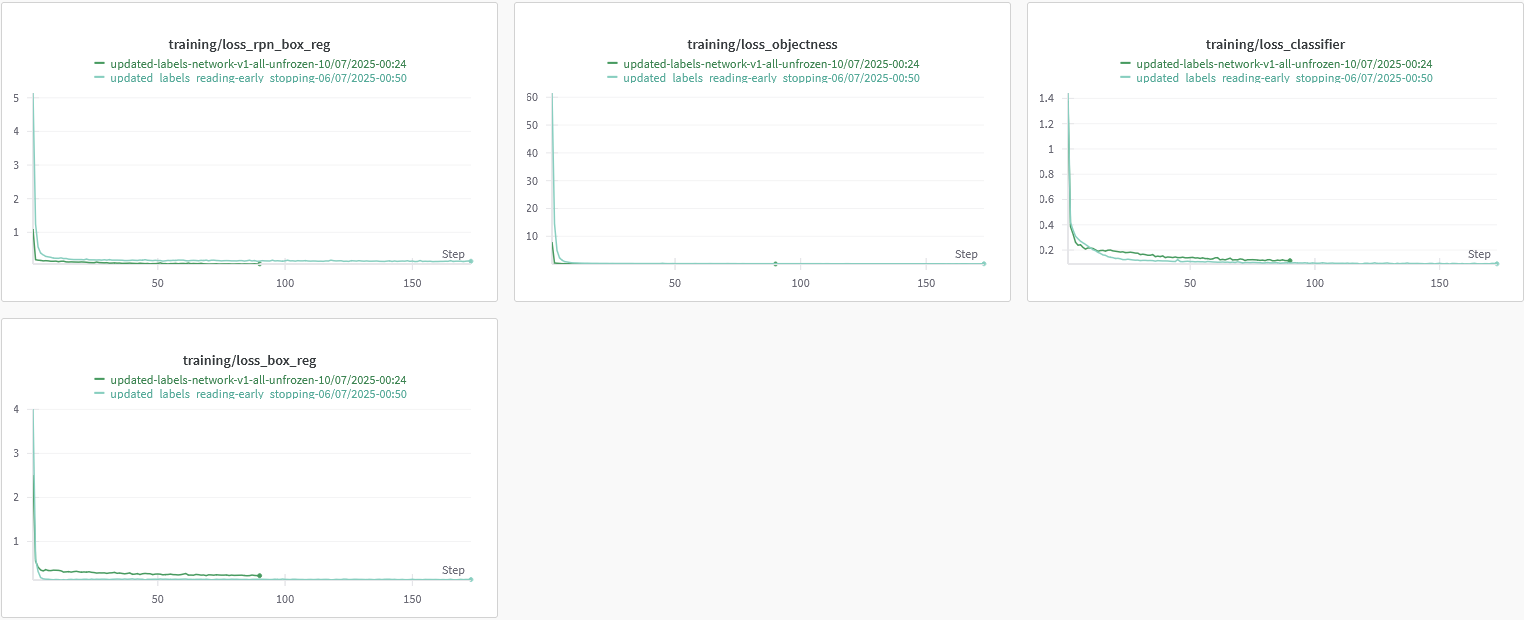 training/loss_rpn_box_reg
updated-labels-network-v1-all-unfrozen-10/07/2025-00:24
updated_labels_reading-early_stopping-06/07/2025-00:50
5
4
3
2
1
Step
50
100
150
training/loss_objectness
updated-labels-network-v1-all-unfrozen-10/07/2025-00:24
updated_labels_reading-early_stopping-06/07/2025-00:50
60
50
40
30
20
10
Step
50
100
150
training/loss_classifier
updated-labels-network-v1-all-unfrozen-10/07/2025-00:24
updated_labels_reading-early_stopping-06/07/2025-00:50
1.4
1.2
1
0.8
0.6
0.4
0.2
Step
50
100
150
training/loss_box_reg
updated-labels-network-v1-all-unfrozen-10/07/2025-00:24
updated_labels_reading-early_stopping-06/07/2025-00:50
4
3
2
1
Step
50
100
150